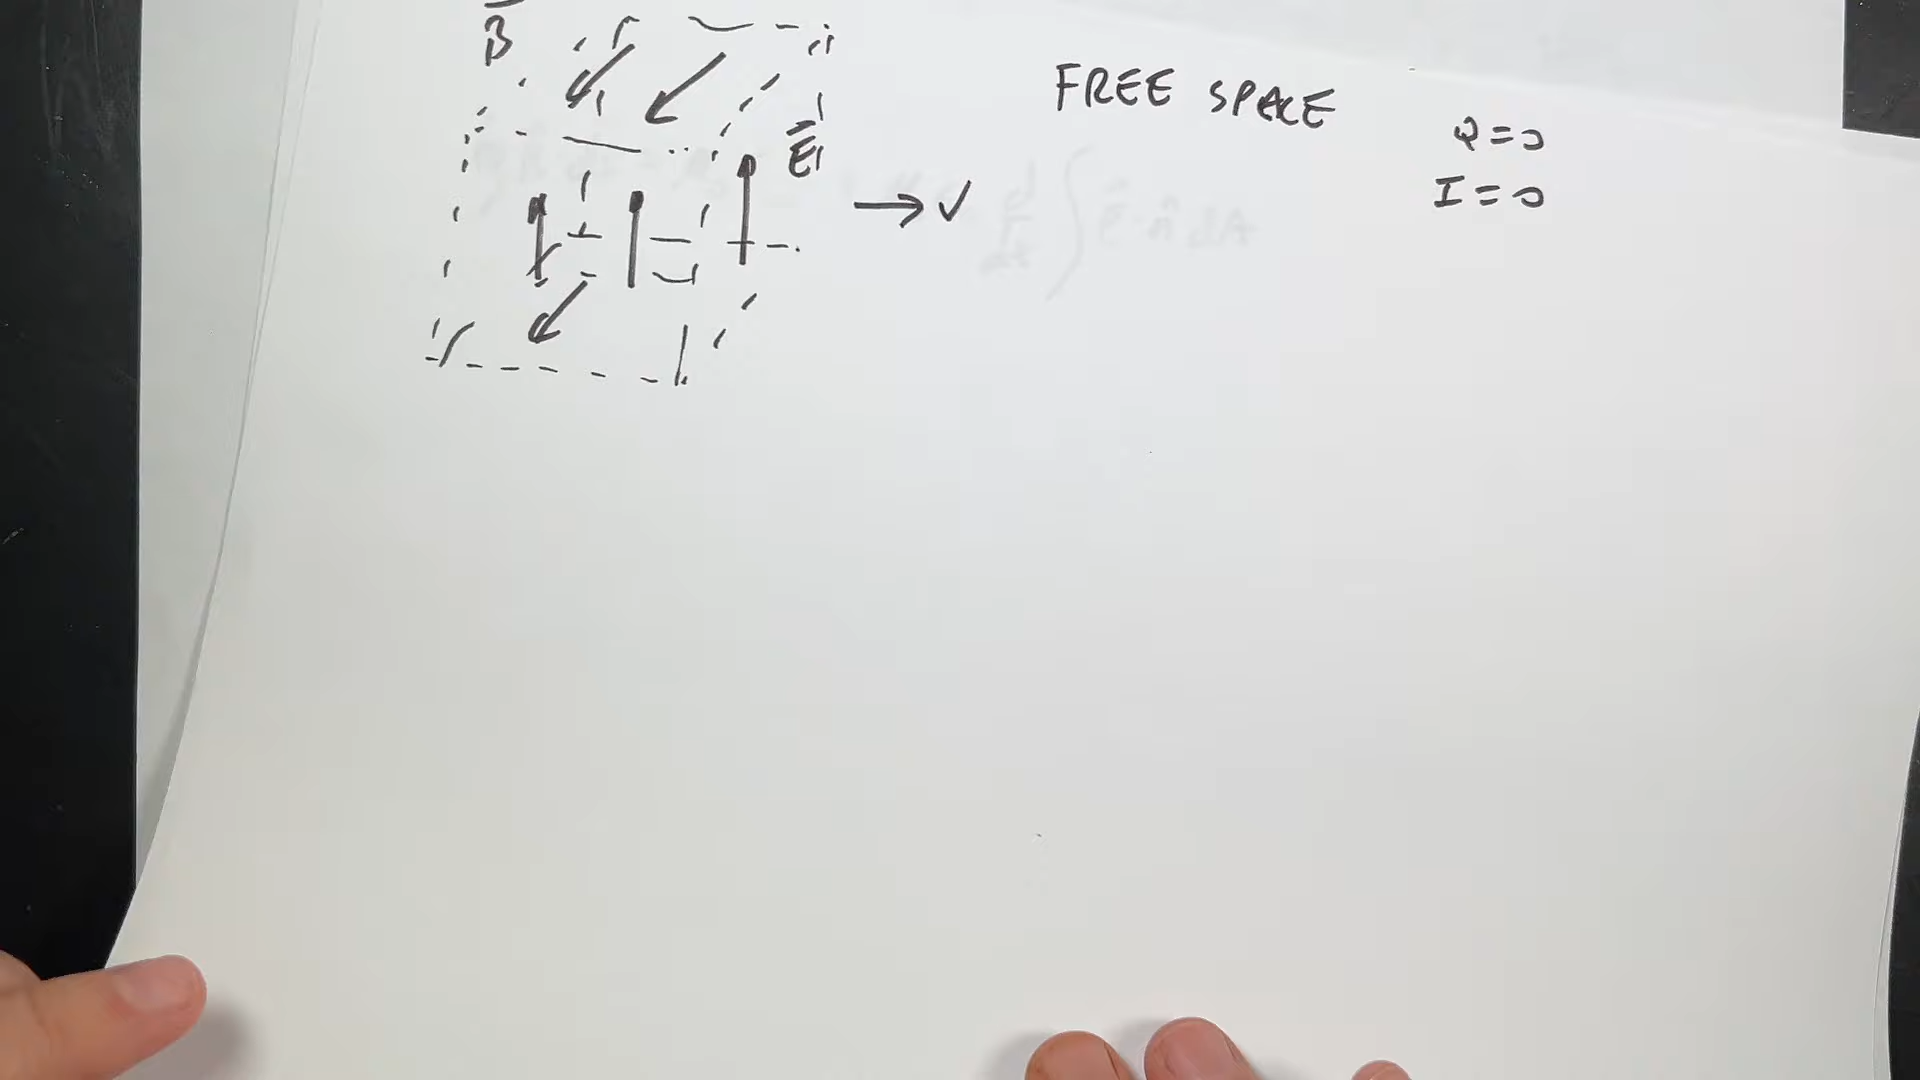 B
FREE SPACE
Q=0
I=0
E
→ V